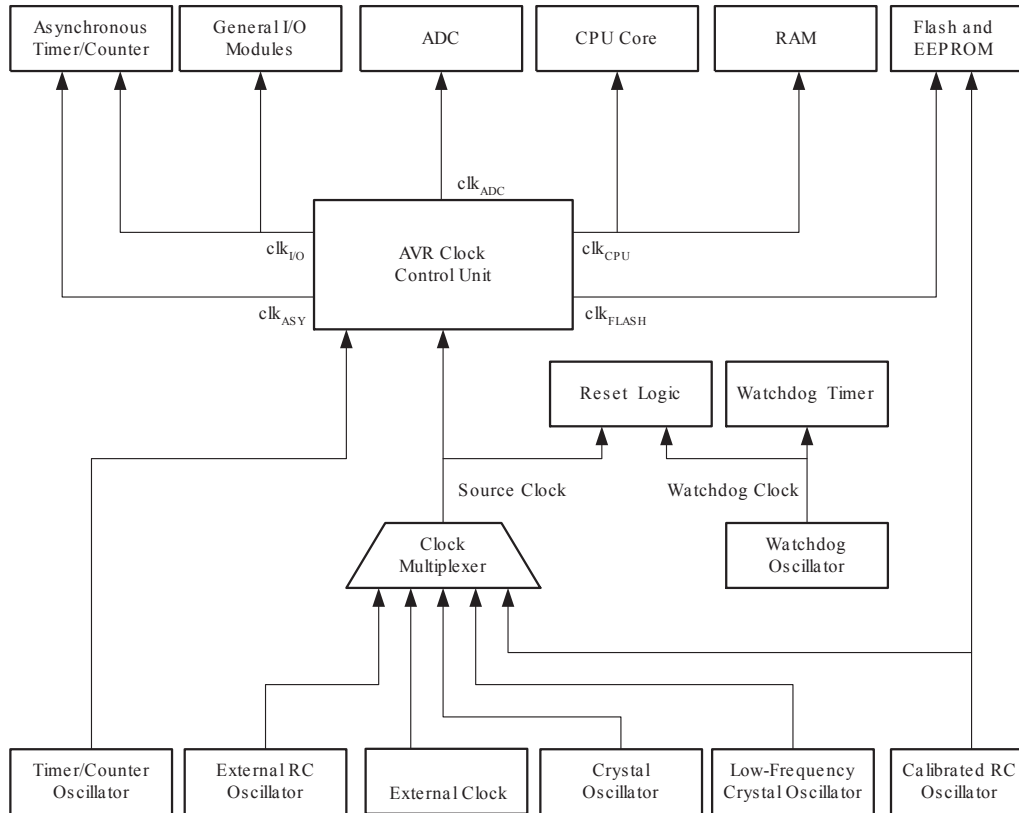 Asynchronous
Timer/Counter
General I/O
Modules
ADC
CPU Core
RAM
Flash and
EEPROM
clkADC
clkI/O
AVR Clock
Control Unit
clkCPU
clkASY
clkFLASH
Reset Logic
Watchdog Timer
Source Clock
Watchdog Clock
Clock
Multiplexer
Watchdog
Oscillator
Timer/Counter
Oscillator
External RC
Oscillator
External Clock
Crystal
Oscillator
Low-Frequency
Crystal Oscillator
Calibrated RC
Oscillator